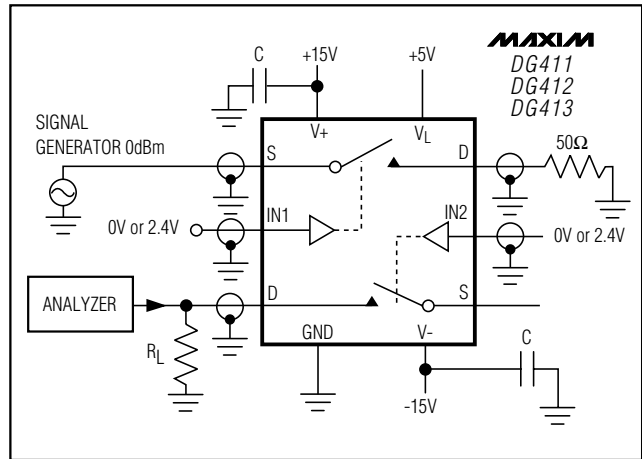 MAXIM
DG411
DG412
DG413
C
+15V
+5V
SIGNAL
GENERATOR 0dBm
V+
VL
S
D
50Ω
IN1
IN2
0V or 2.4V
0V or 2.4V
ANALYZER
D
S
RL
GND
V-
C
-15V